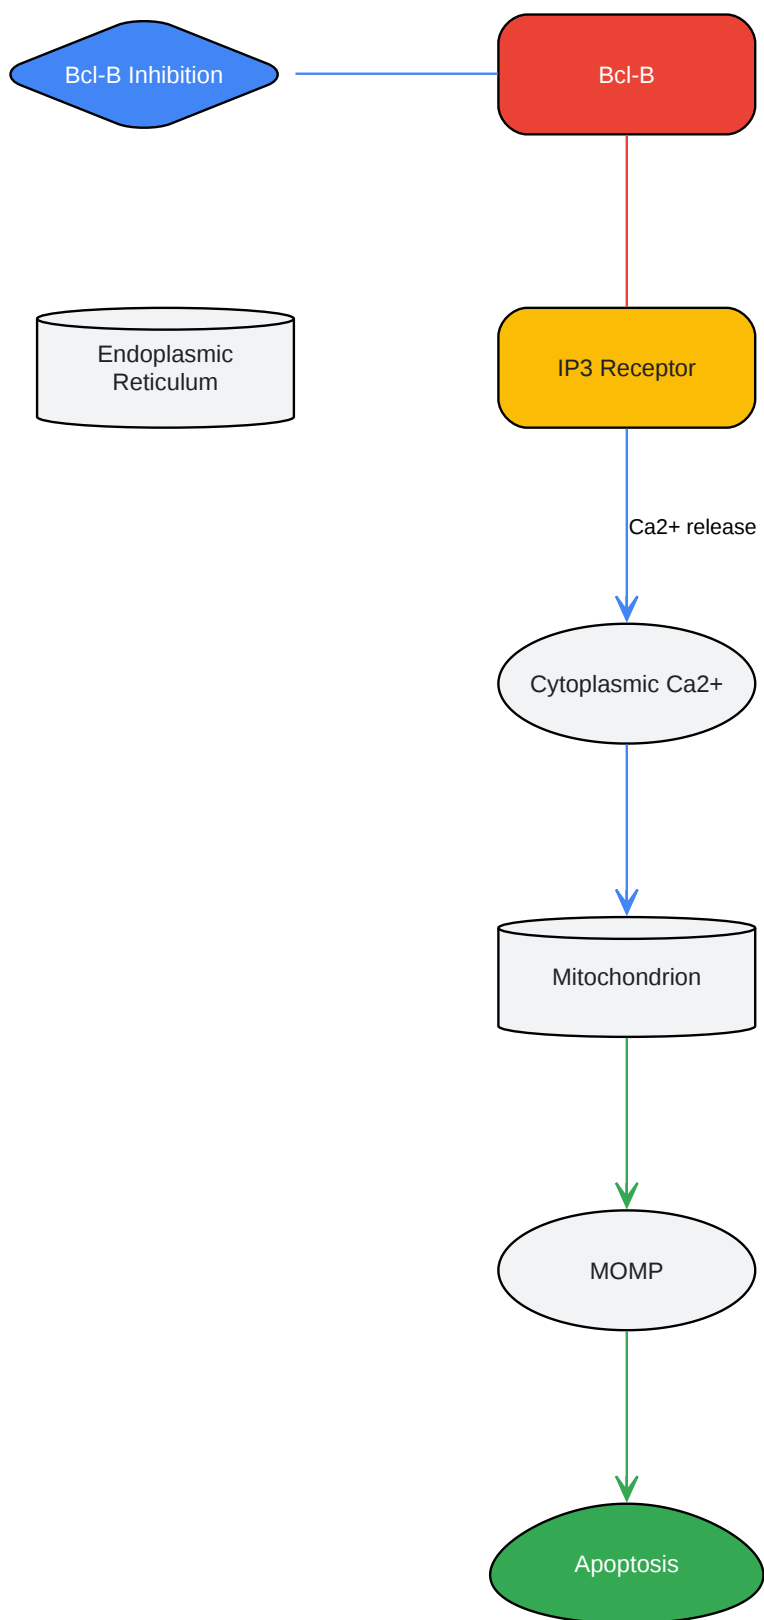 Bcl-B Inhibition
Bcl-B
Endoplasmic
Reticulum
IP3 Receptor
Ca2+ release
Cytoplasmic Ca2+
Mitochondrion
MOMP
Apoptosis